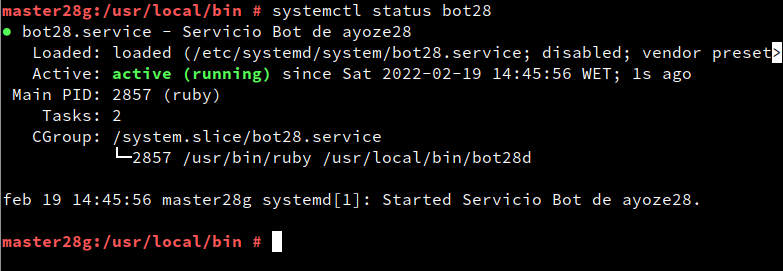 master28g:/usr/local/bin # systemctl status bot28
● bot28.service - Servicio Bot de ayoze28
   Loaded: loaded (/etc/systemd/system/bot28.service; disabled; vendor preset>
   Active: active (running) since Sat 2022-02-19 14:45:56 WET; 1s ago
 Main PID: 2857 (ruby)
    Tasks: 2
   CGroup: /system.slice/bot28.service
           └─2857 /usr/bin/ruby /usr/local/bin/bot28d
feb 19 14:45:56 master28g systemd[1]: Started Servicio Bot de ayoze28.
master28g:/usr/local/bin #